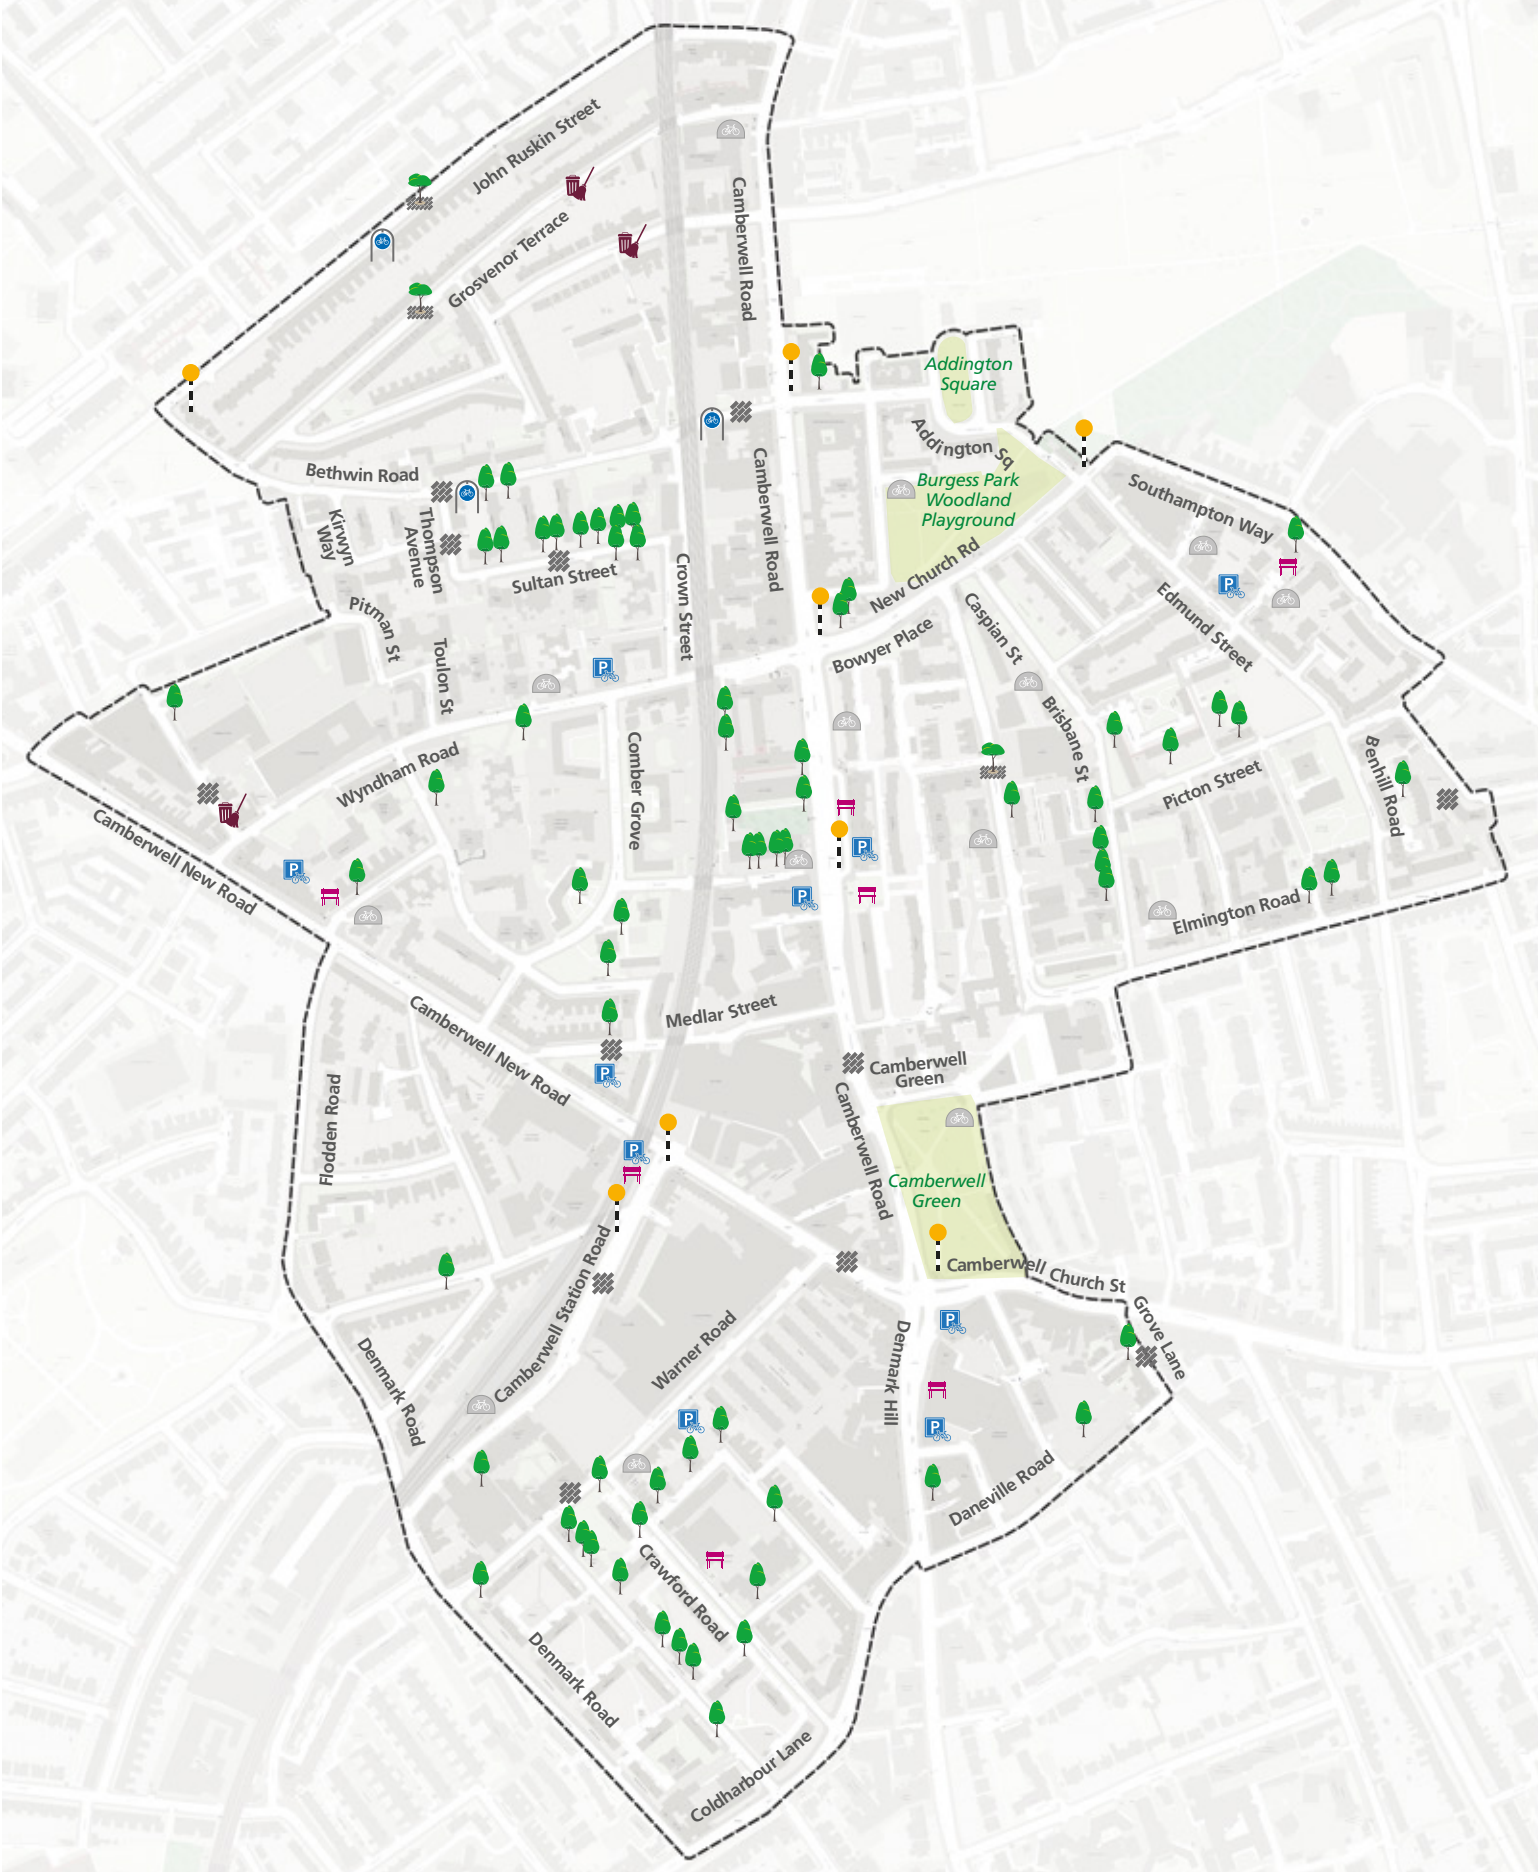 John Ruskin Street
Grosvenor Terrace
Camberwell Road
Addington
Square
Addington Sq
Bethwin Road
Camberwell Road
Burgess Park
Woodland
Playground
Southampton Way
Kirwyn
Way
Thompson
Avenue
Sultan Street
Crown Street
New Church Rd
Caspian St
Edmund Street
Pitman St
Toulon St
Bowyer Place
Brisbane St
Wyndham Road
Comber Grove
Picton Street
Benhill Road
Camberwell New Road
Elmington Road
Camberwell New Road
Medlar Street
Camberwell
Green
Flodden Road
Camberwell Road
Camberwell
Green
Camberwell Station Road
Camberwell Church St
Grove Lane
Warner Road
Denmark Hill
Denmark Road
Daneville Road
Crawford Road
Denmark Road
Coldharbour Lane
P
P
P
P
P
P
P
P
P
P